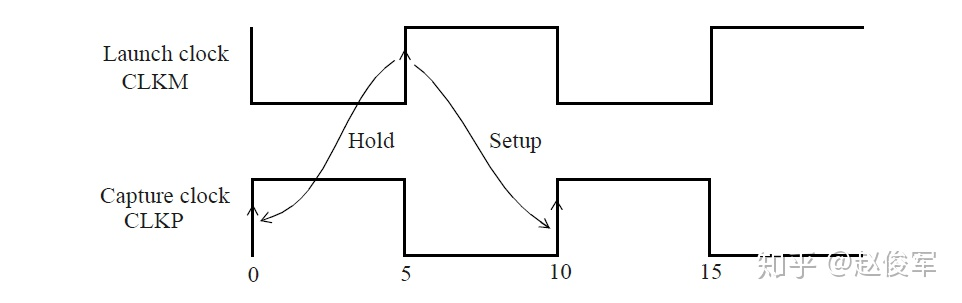 Launch clock
CLKM
Hold
Setup
Capture clock
CLKP
0
5
10
15
知乎 @赵俊军